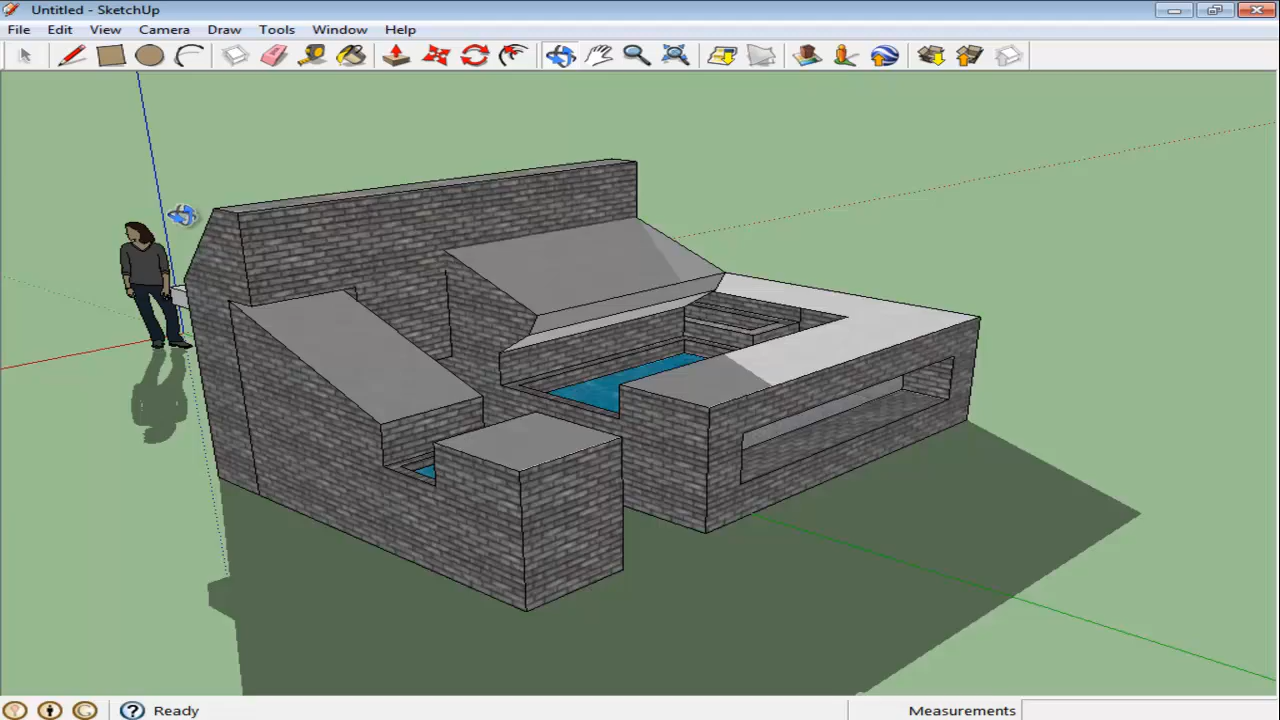 Untitled - SketchUp
File Edit View Camera Draw Tools Window Help
Ready
Measurements